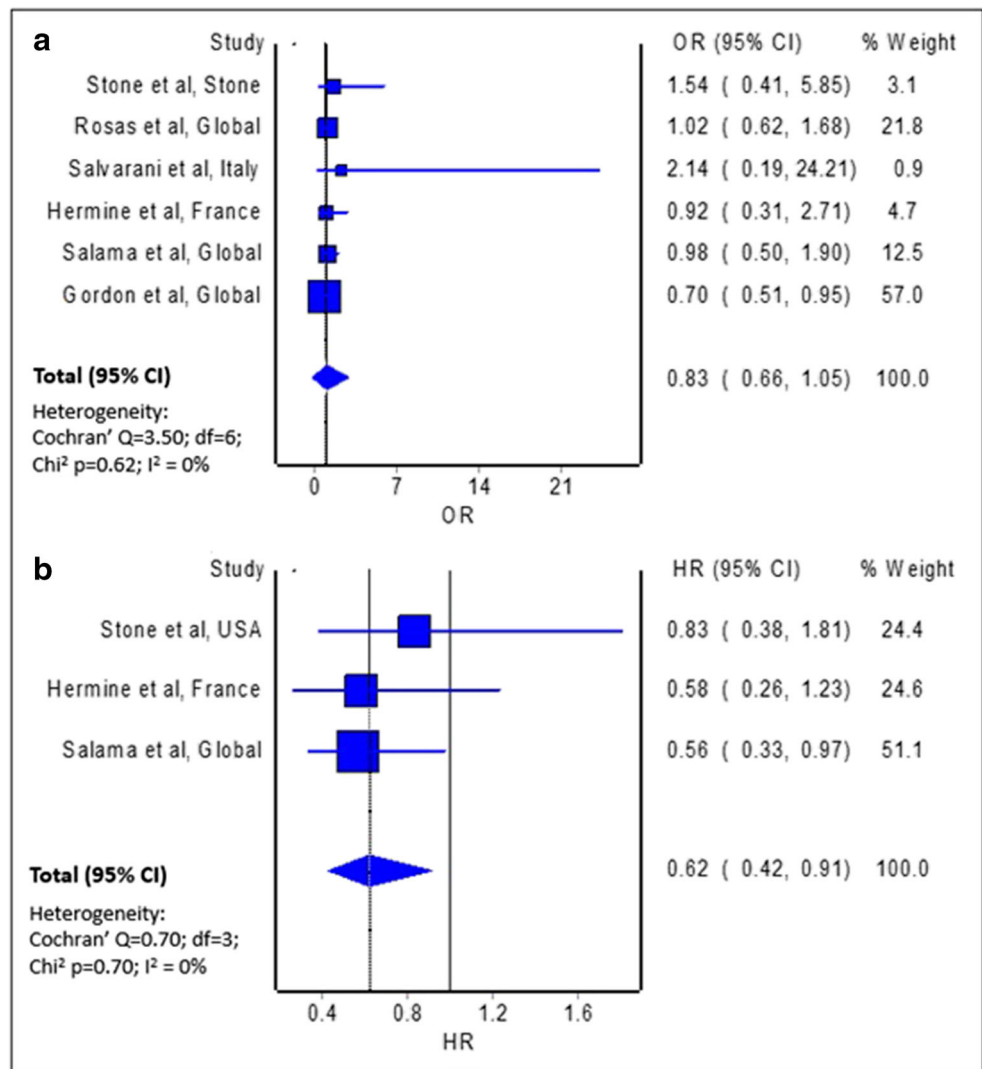 a
Study OR (95% CI) % Weight
Stone et al, Stone 1.54 ( 0.41, 5.85) 3.1
Rosas et al, Global 1.02 ( 0.62, 1.68) 21.8
Salvarani et al, Italy 2.14 ( 0.19, 24.21) 0.9
Hermine et al, France 0.92 ( 0.31, 2.71) 4.7
Salama et al, Global 0.98 ( 0.50, 1.90) 12.5
Gordon et al, Global 0.70 ( 0.51, 0.95) 57.0
Total (95% CI) 0.83 ( 0.66, 1.05) 100.0
Heterogeneity:
Cochran’ Q=3.50; df=6;
Chi² p=0.62; I² = 0%
0 7 14 21
OR
b
Study HR (95% CI) % Weight
Stone et al, USA 0.83 ( 0.38, 1.81) 24.4
Hermine et al, France 0.58 ( 0.26, 1.23) 24.6
Salama et al, Global 0.56 ( 0.33, 0.97) 51.1
Total (95% CI) 0.62 ( 0.42, 0.91) 100.0
Heterogeneity:
Cochran’ Q=0.70; df=3;
Chi² p=0.70; I² = 0%
0.4 0.8 1.2 1.6
HR